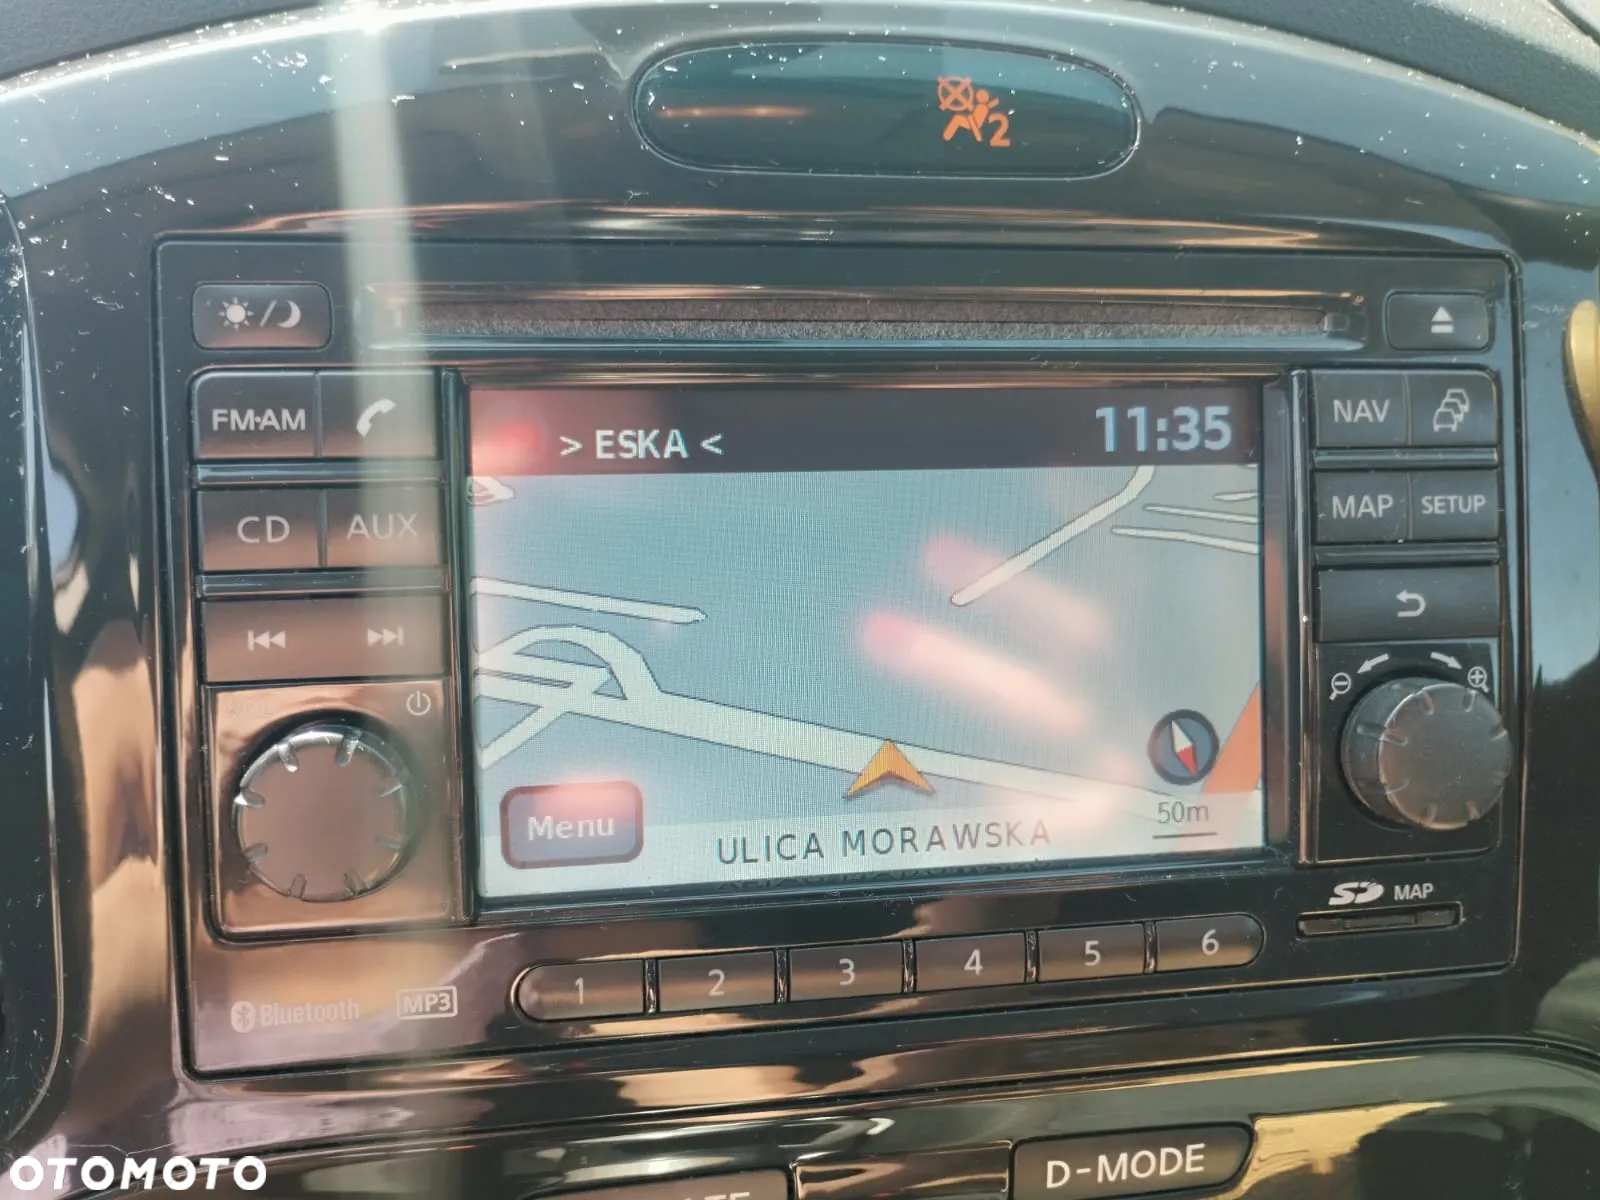 2
FM·AM
> ESKA <
11:35
NAV
CD
AUX
MAP
SETUP
Menu
ULICA MORAWSKA
50m
SD MAP
1
2
3
4
5
6
Bluetooth
MP3
D-MODE
OTOMOTO